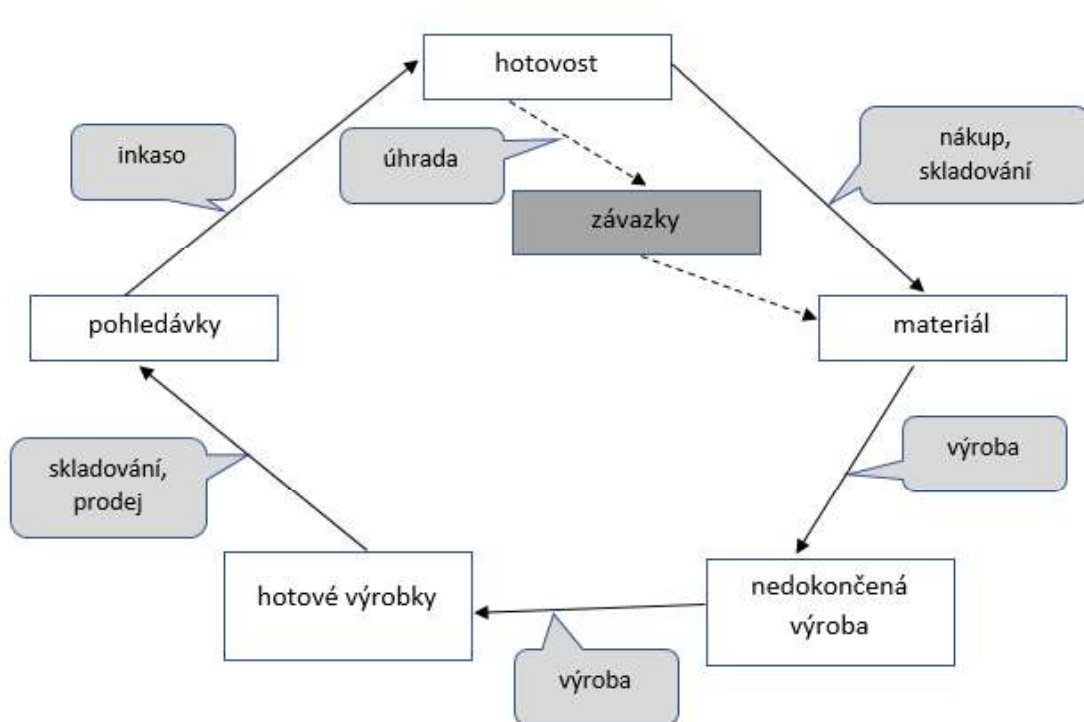 hotovost
inkaso
úhrada
nákup,
skladování
závazky
pohledávky
materiál
skladování,
prodej
výroba
hotové výrobky
nedokončená
výroba
výroba